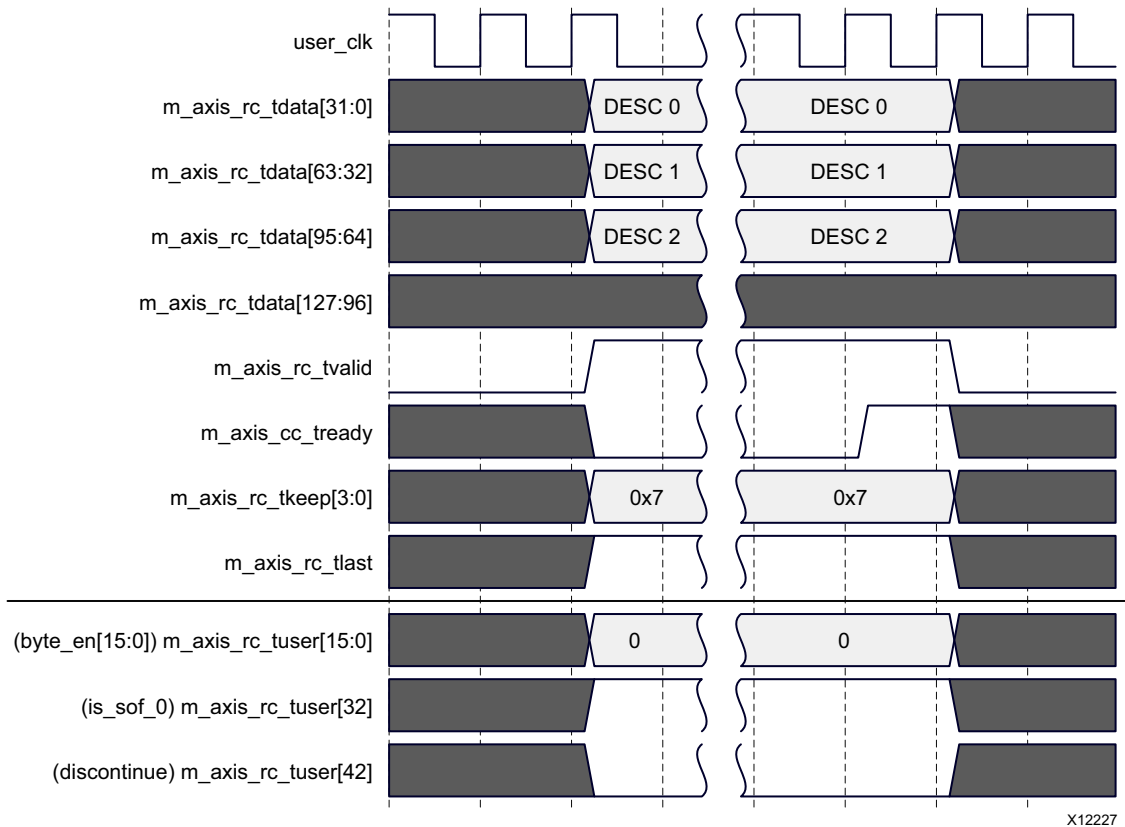 user_clk
m_axis_rc_tdata[31:0] DESC 0 DESC 0
m_axis_rc_tdata[63:32] DESC 1 DESC 1
m_axis_rc_tdata[95:64] DESC 2 DESC 2
m_axis_rc_tdata[127:96]
m_axis_rc_tvalid
m_axis_cc_tready
m_axis_rc_tkeep[3:0] 0x7 0x7
m_axis_rc_tlast
(byte_en[15:0]) m_axis_rc_tuser[15:0] 0 0
(is_sof_0) m_axis_rc_tuser[32]
(discontinue) m_axis_rc_tuser[42]
X12227